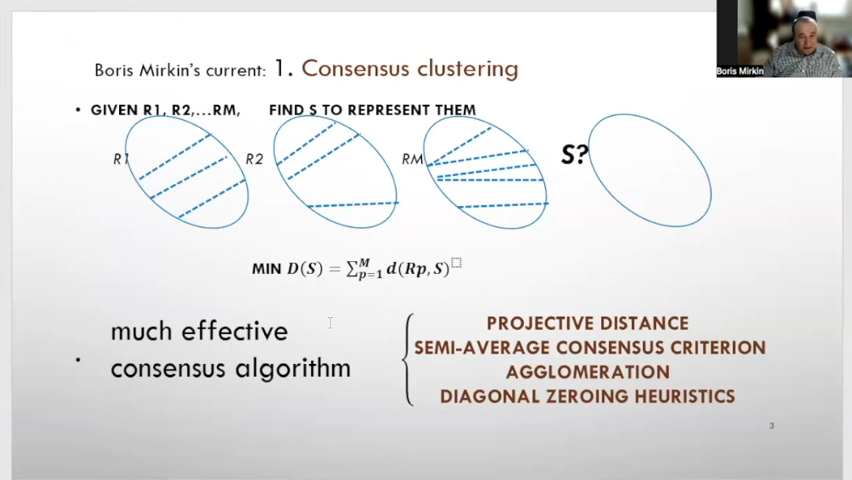 Boris Mirkin
Boris Mirkin's current: 1. Consensus clustering
• GIVEN R1, R2,...RM, FIND S TO REPRESENT THEM
R1 R2 RM S?
MIN D(S) = ∑_{p=1}^{M} d(Rp, S)
much effective
• consensus algorithm
PROJECTIVE DISTANCE
SEMI-AVERAGE CONSENSUS CRITERION
AGGLOMERATION
DIAGONAL ZEROING HEURISTICS
3